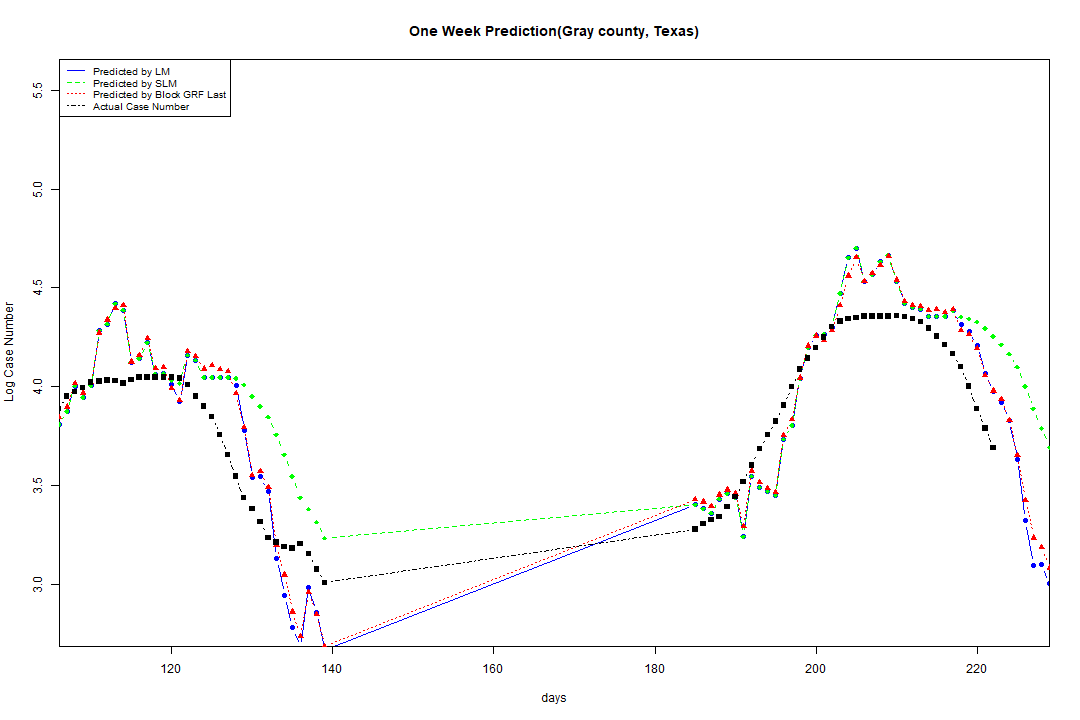 One Week Prediction(Gray county, Texas)
Predicted by LM
Predicted by SLM
Predicted by Block GRF Last
Actual Case Number
Log Case Number
5.5
5.0
4.5
4.0
3.5
3.0
120 140 160 180 200 220
days